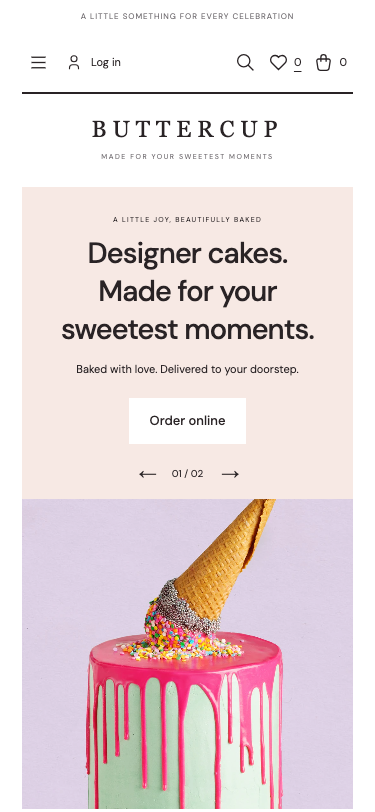 A LITTLE SOMETHING FOR EVERY CELEBRATION
Log in
0
0
BUTTERCUP
MADE FOR YOUR SWEETEST MOMENTS
A LITTLE JOY, BEAUTIFULLY BAKED
Designer cakes.
Made for your
sweetest moments.
Baked with love. Delivered to your doorstep.
Order online
01 / 02